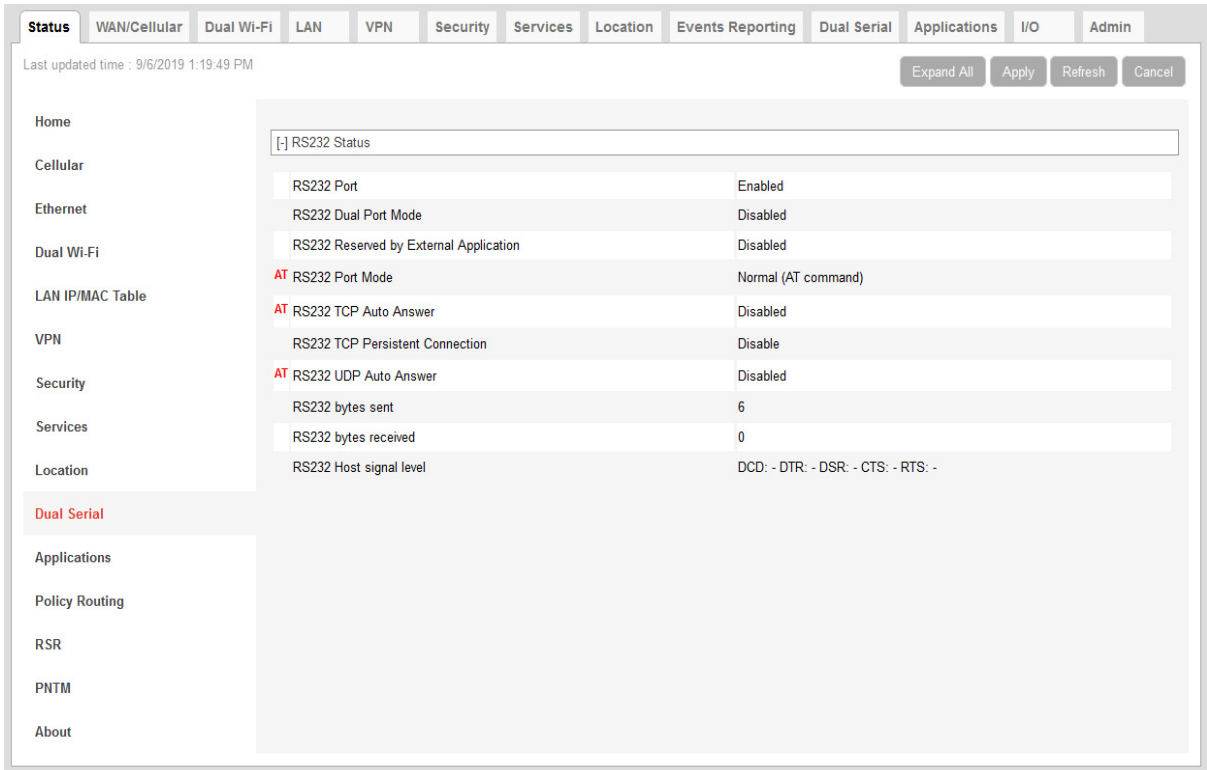 Status WAN/Cellular Dual Wi-Fi LAN VPN Security Services Location Events Reporting Dual Serial Applications I/O Admin
Last updated time : 9/6/2019 1:19:49 PM
Expand All Apply Refresh Cancel
Home
Cellular
Ethernet
Dual Wi-Fi
LAN IP/MAC Table
VPN
Security
Services
Location
Dual Serial
Applications
Policy Routing
RSR
PNTM
About
[-] RS232 Status
RS232 Port Enabled
RS232 Dual Port Mode Disabled
RS232 Reserved by External Application Disabled
AT RS232 Port Mode Normal (AT command)
AT RS232 TCP Auto Answer Disabled
RS232 TCP Persistent Connection Disable
AT RS232 UDP Auto Answer Disabled
RS232 bytes sent 6
RS232 bytes received 0
RS232 Host signal level DCD: - DTR: - DSR: - CTS: - RTS: -